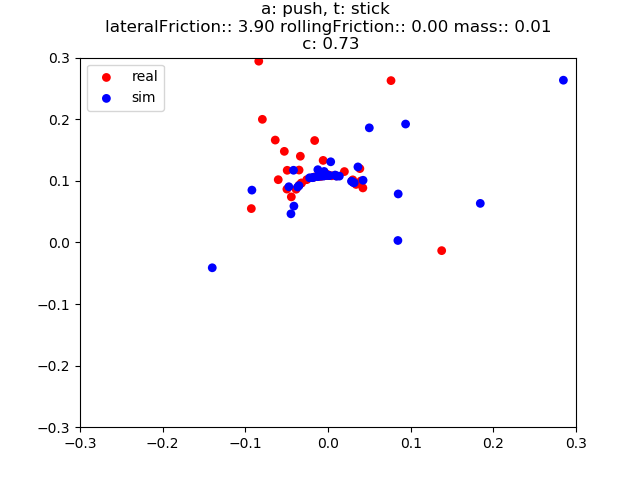 a: push, t: stick
lateralFriction:: 3.90 rollingFriction:: 0.00 mass:: 0.01
c: 0.73
real
sim
0.3
0.2
0.1
0.0
−0.1
−0.2
−0.3
−0.3 −0.2 −0.1 0.0 0.1 0.2 0.3